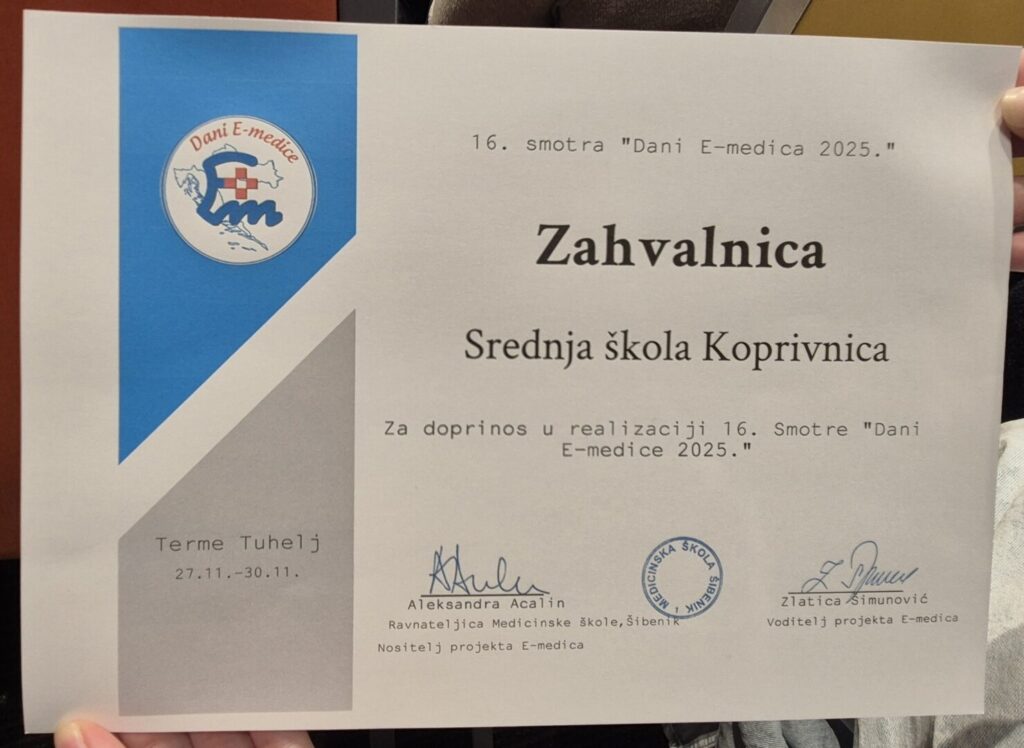 Dani E-medice
Em
16. smotra "Dani E-medica 2025."
Zahvalnica
Srednja škola Koprivnica
Za doprinos u realizaciji 16. Smotre "Dani
E-medice 2025."
Terme Tuhelj
27.11.-30.11.
Aleksandra Acalin
Ravnateljica Medicinske škole,Šibenik
Nositelj projekta E-medica
MEDICINSKA ŠKOLA ŠIBENIK 1
Zlatica Šimunović
Voditelj projekta E-medica